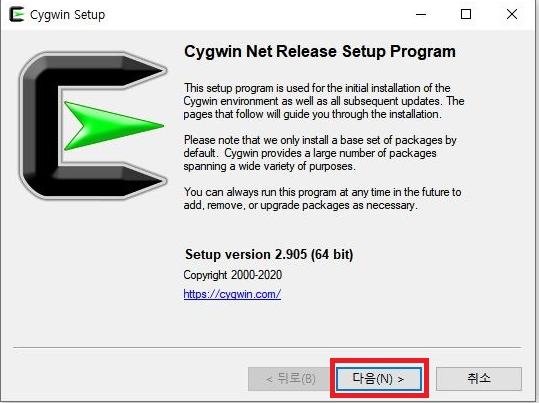 Cygwin Setup
Cygwin Net Release Setup Program
This setup program is used for the initial installation of the
Cygwin environment as well as all subsequent updates. The
pages that follow will guide you through the installation.
Please note that we only install a base set of packages by
default. Cygwin provides a large number of packages
spanning a wide variety of purposes.
You can always run this program at any time in the future to
add, remove, or upgrade packages as necessary.
Setup version 2.905 (64 bit)
Copyright 2000-2020
https://cygwin.com/
< 뒤로(B) 다음(N) > 취소